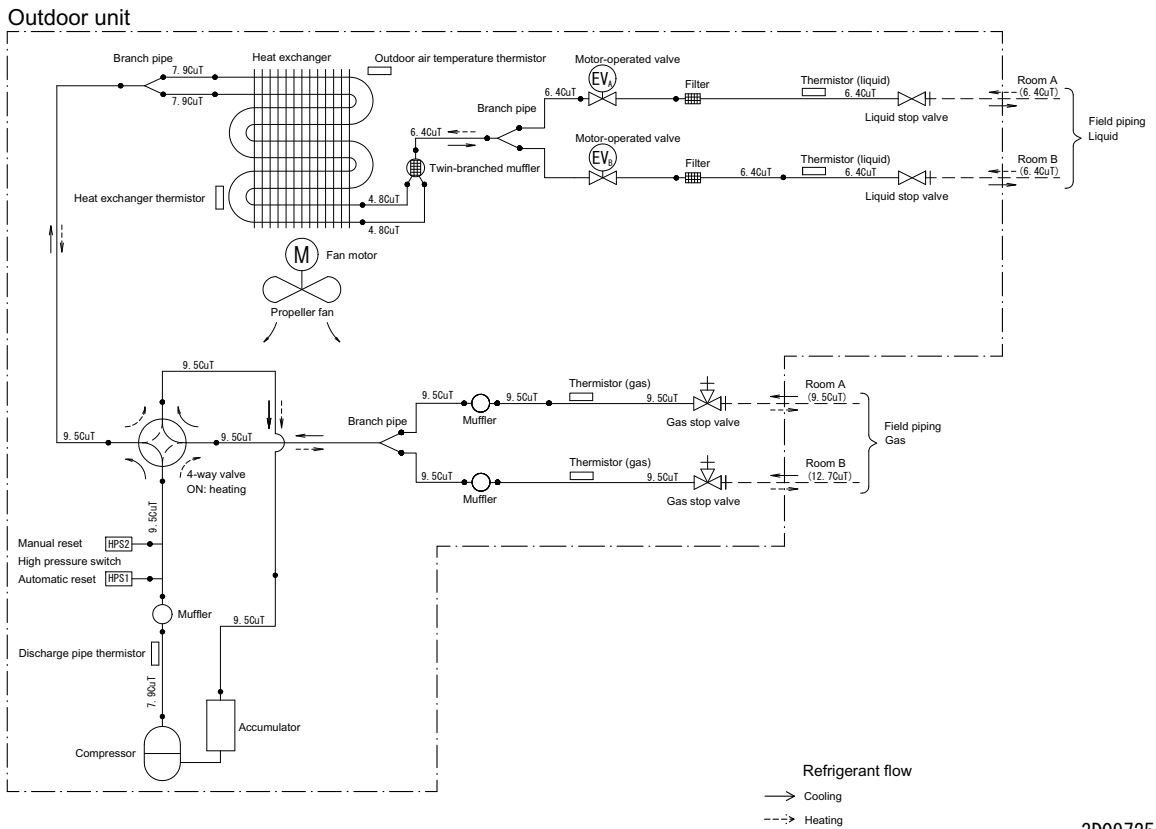 Outdoor unit
Branch pipe
7.9CuT
7.9CuT
Heat exchanger
Outdoor air temperature thermistor
Heat exchanger thermistor
4.8CuT
4.8CuT
6.4CuT
Twin-branched muffler
Branch pipe
Motor-operated valve
EVA
6.4CuT
Filter
Thermistor (liquid)
6.4CuT
Liquid stop valve
Room A
(6.4CuT)
Motor-operated valve
EVB
Filter
6.4CuT
Thermistor (liquid)
6.4CuT
Liquid stop valve
Room B
(6.4CuT)
Field piping
Liquid
M
Fan motor
Propeller fan
9.5CuT
9.5CuT
9.5CuT
4-way valve
ON: heating
Branch pipe
9.5CuT
Muffler
9.5CuT
Thermistor (gas)
9.5CuT
Gas stop valve
Room A
(9.5CuT)
9.5CuT
Muffler
Thermistor (gas)
9.5CuT
Gas stop valve
Room B
(12.7CuT)
Field piping
Gas
9.5CuT
Manual reset
HPS2
High pressure switch
Automatic reset
HPS1
Muffler
Discharge pipe thermistor
7.9CuT
9.5CuT
Accumulator
Compressor
Refrigerant flow
Cooling
Heating